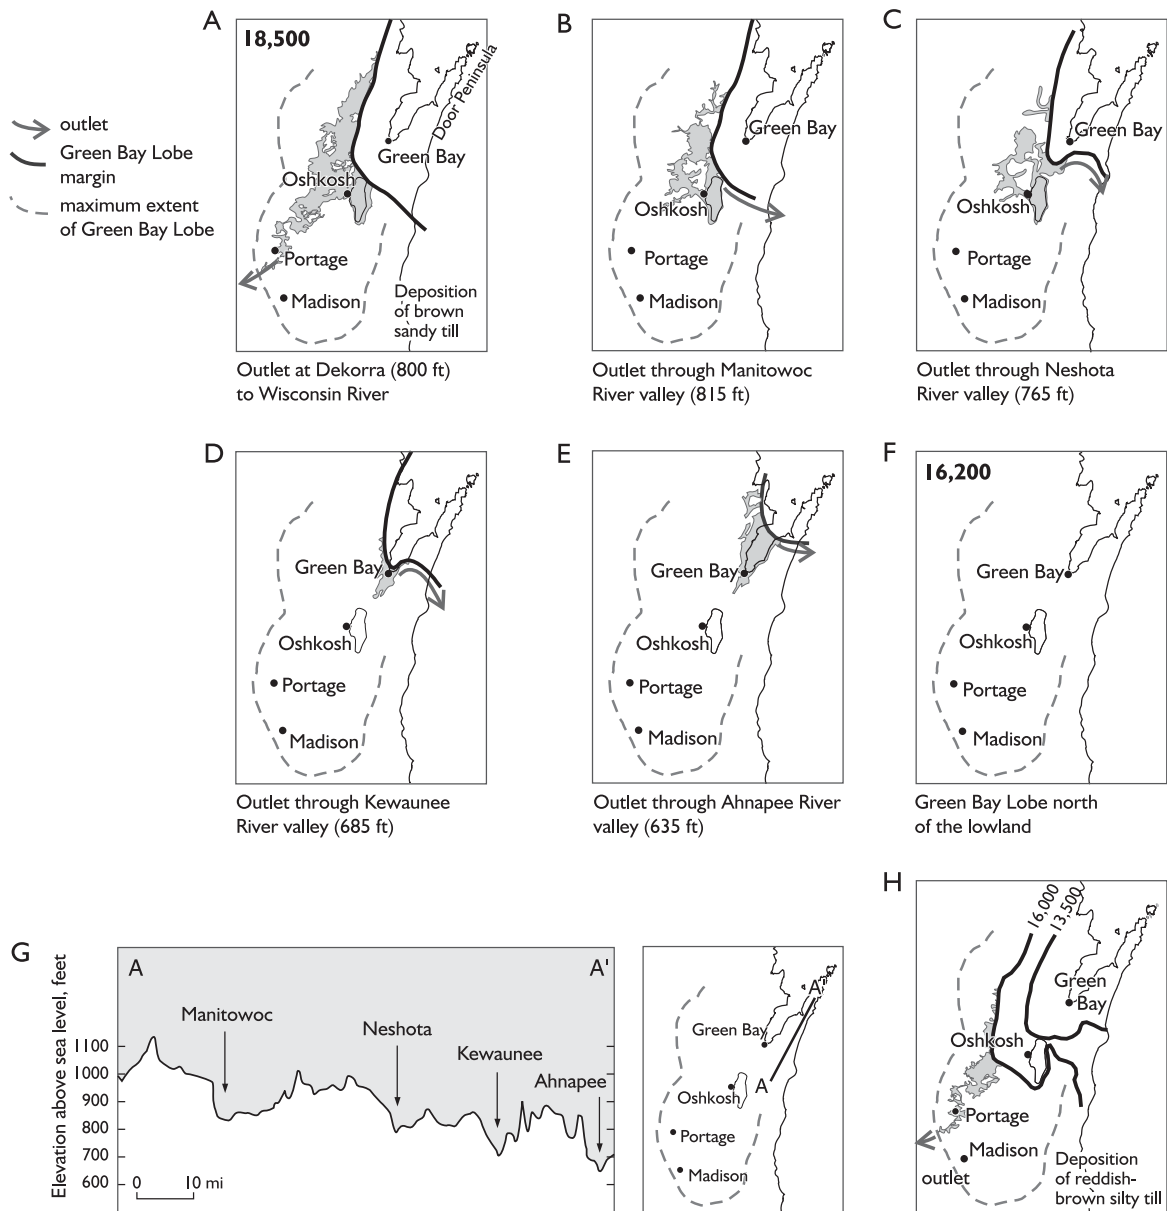 outlet
Green Bay Lobe
margin
maximum extent
of Green Bay Lobe
A
18,500
Door Peninsula
Green Bay
Oshkosh
Portage
Madison
Deposition
of brown
sandy till
Outlet at Dekorra (800 ft)
to Wisconsin River
B
Green Bay
Oshkosh
Portage
Madison
Outlet through Manitowoc
River valley (815 ft)
C
Green Bay
Oshkosh
Portage
Madison
Outlet through Neshota
River valley (765 ft)
D
Green Bay
Oshkosh
Portage
Madison
Outlet through Kewaunee
River valley (685 ft)
E
Green Bay
Oshkosh
Portage
Madison
Outlet through Ahnapee River
valley (635 ft)
F
16,200
Green Bay
Oshkosh
Portage
Madison
Green Bay Lobe north
of the lowland
G
Elevation above sea level, feet
1100
1000
900
800
700
600
A
A'
Manitowoc
Neshota
Kewaunee
Ahnapee
0 10 mi
A'
Green Bay
A
Oshkosh
Portage
Madison
H
16,000
13,500
Green
Bay
Oshkosh
Portage
Madison
outlet
Deposition
of reddish-
brown silty till